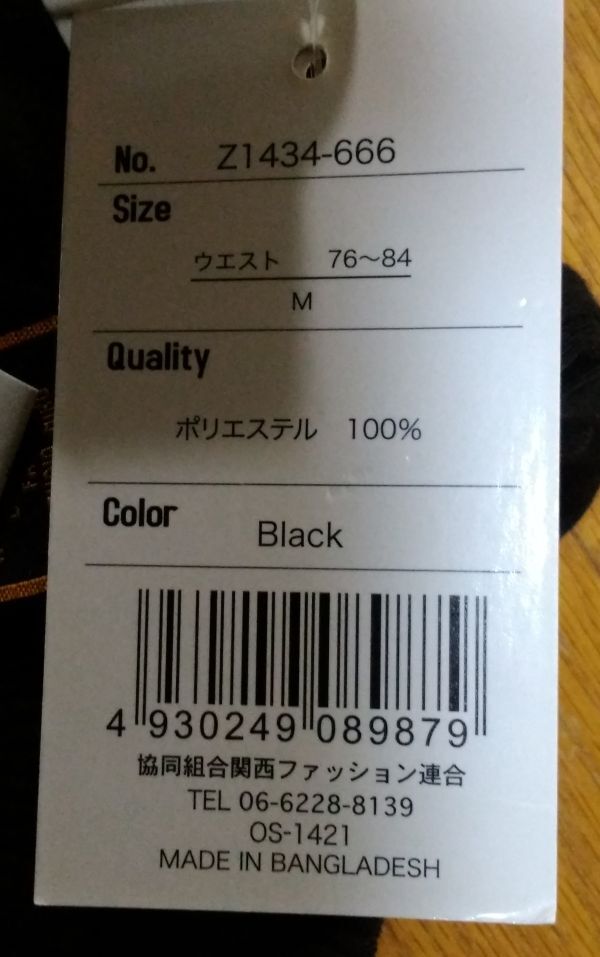 No. Z1434-666
Size
ウエスト 76〜84
M
Quality
ポリエステル 100%
Color
Black
4 930249 089879
協同組合関西ファッション連合
TEL 06-6228-8139
OS-1421
MADE IN BANGLADESH